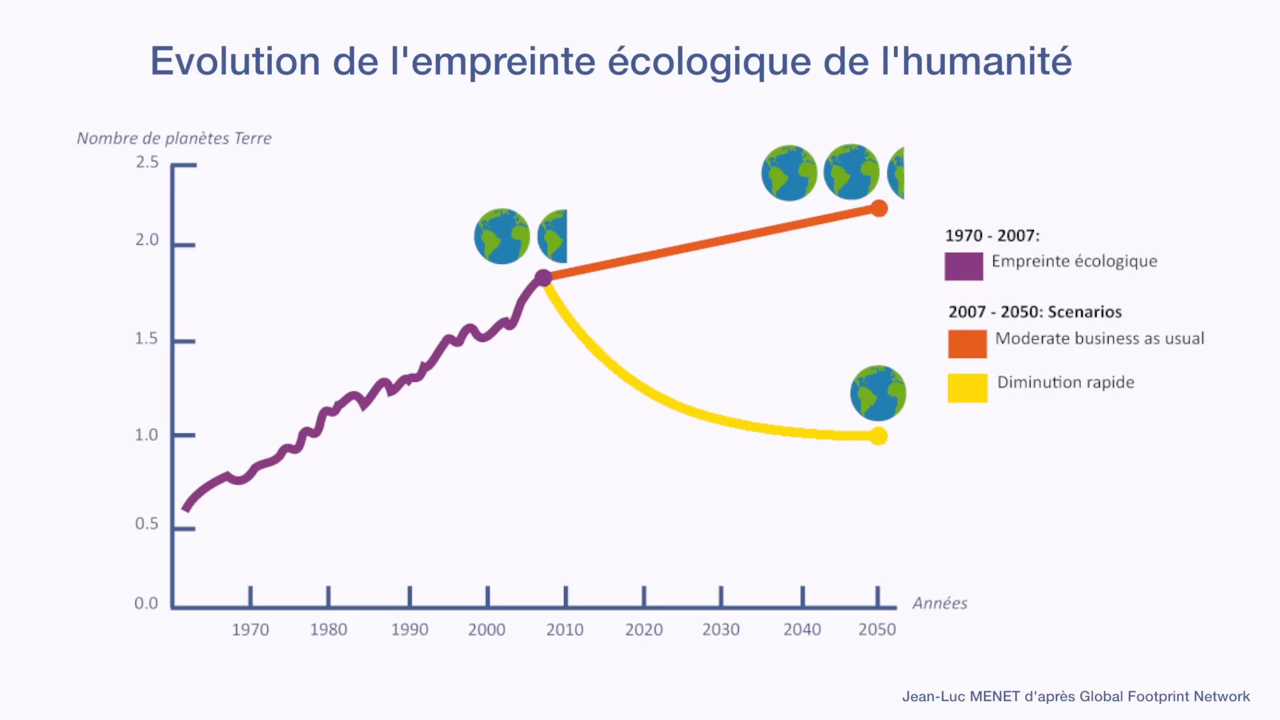 Evolution de l'empreinte écologique de l'humanité
Nombre de planètes Terre
2.5
2.0
1.5
1.0
0.5
0.0
1970 1980 1990 2000 2010 2020 2030 2040 2050
Années
1970 - 2007:
Empreinte écologique
2007 - 2050: Scenarios
Moderate business as usual
Diminution rapide
Jean-Luc MENET d'après Global Footprint Network